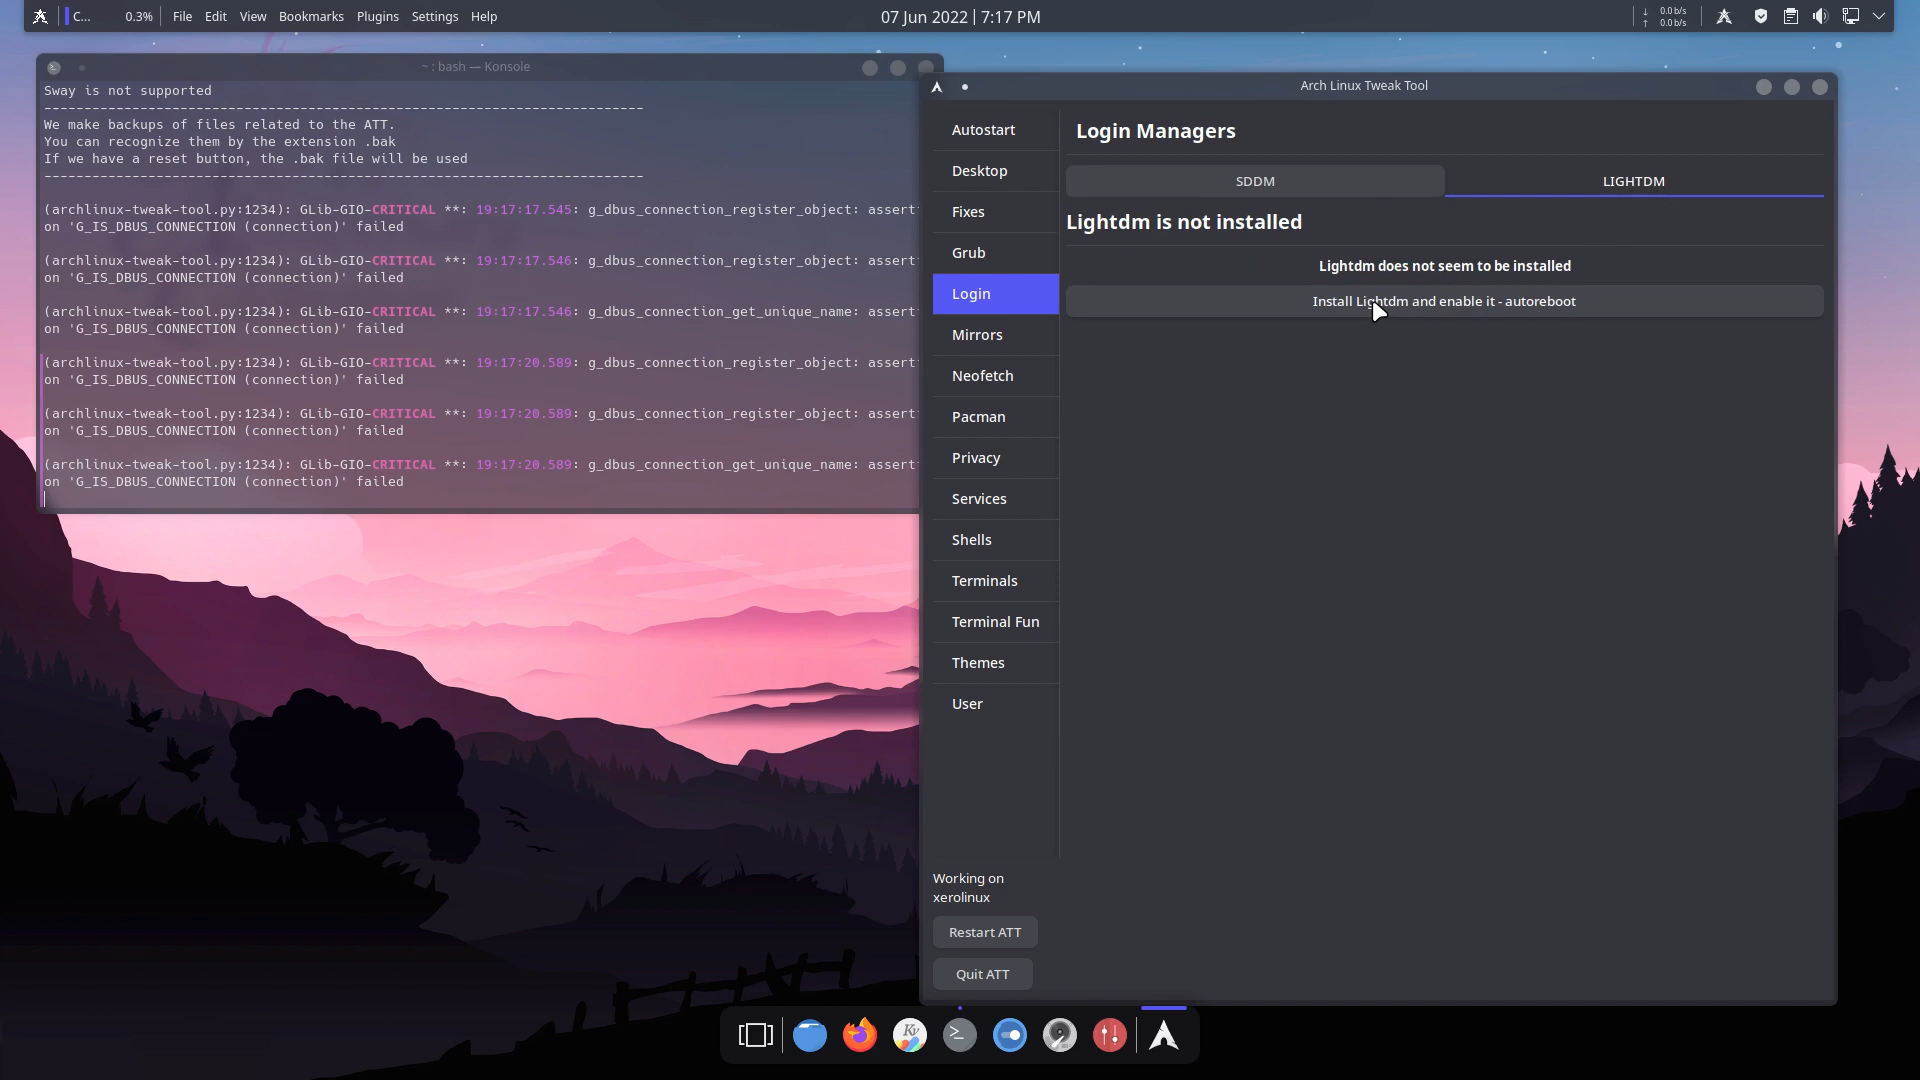 C...
0.3%
File Edit View Bookmarks Plugins Settings Help
07 Jun 2022 | 7:17 PM
↓ 0.0 b/s
↑ 0.0 b/s
~ : bash — Konsole
Sway is not supported
---------------------------------------------------------------------------
We make backups of files related to the ATT.
You can recognize them by the extension .bak
If we have a reset button, the .bak file will be used
---------------------------------------------------------------------------
(archlinux-tweak-tool.py:1234): GLib-GIO-CRITICAL **: 19:17:17.545: g_dbus_connection_register_object: assert
on 'G_IS_DBUS_CONNECTION (connection)' failed
(archlinux-tweak-tool.py:1234): GLib-GIO-CRITICAL **: 19:17:17.546: g_dbus_connection_register_object: assert
on 'G_IS_DBUS_CONNECTION (connection)' failed
(archlinux-tweak-tool.py:1234): GLib-GIO-CRITICAL **: 19:17:17.546: g_dbus_connection_get_unique_name: assert
on 'G_IS_DBUS_CONNECTION (connection)' failed
(archlinux-tweak-tool.py:1234): GLib-GIO-CRITICAL **: 19:17:20.589: g_dbus_connection_register_object: assert
on 'G_IS_DBUS_CONNECTION (connection)' failed
(archlinux-tweak-tool.py:1234): GLib-GIO-CRITICAL **: 19:17:20.589: g_dbus_connection_register_object: assert
on 'G_IS_DBUS_CONNECTION (connection)' failed
(archlinux-tweak-tool.py:1234): GLib-GIO-CRITICAL **: 19:17:20.589: g_dbus_connection_get_unique_name: assert
on 'G_IS_DBUS_CONNECTION (connection)' failed
Arch Linux Tweak Tool
Autostart
Desktop
Fixes
Grub
Login
Mirrors
Neofetch
Pacman
Privacy
Services
Shells
Terminals
Terminal Fun
Themes
User
Working on
xerolinux
Restart ATT
Quit ATT
Login Managers
SDDM
LIGHTDM
Lightdm is not installed
Lightdm does not seem to be installed
Install Lightdm and enable it - autoreboot
Kv